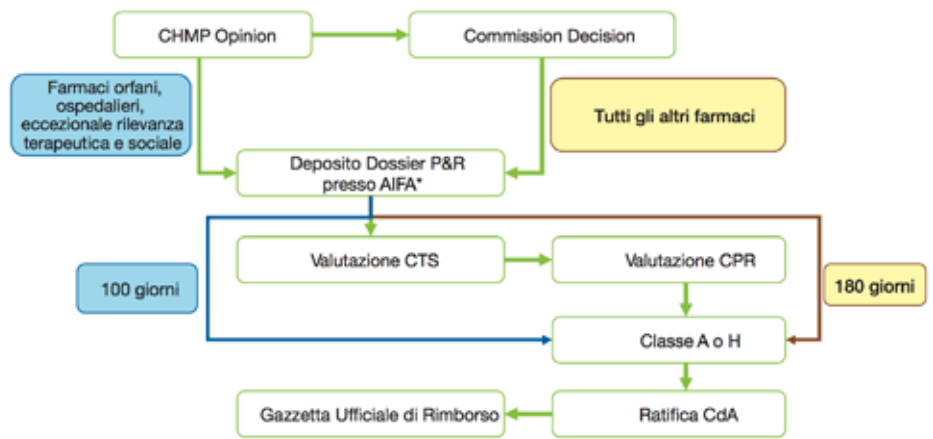 CHMP Opinion
Commission Decision
Farmaci orfani,
ospedalieri,
eccezionale rilevanza
terapeutica e sociale
Tutti gli altri farmaci
Deposito Dossier P&R
presso AIFA*
Valutazione CTS
Valutazione CPR
100 giorni
180 giorni
Classe A o H
Gazzetta Ufficiale di Rimborso
Ratifica CdA